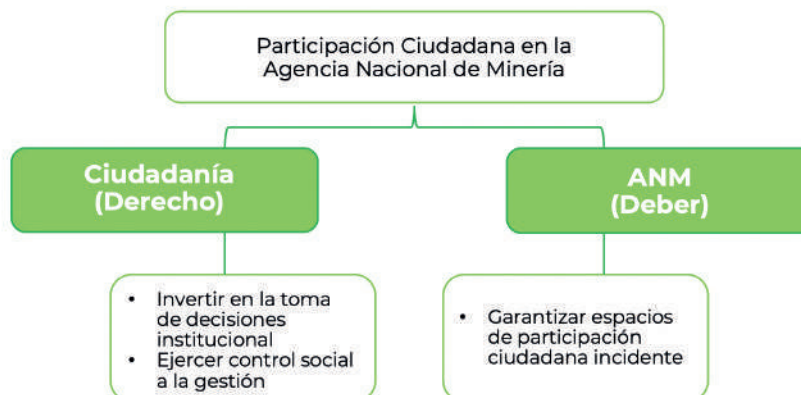 Participación Ciudadana en la
Agencia Nacional de Minería
Ciudadanía
(Derecho)
ANM
(Deber)
• Invertir en la toma
de decisiones
institucional
• Ejercer control social
a la gestión
• Garantizar espacios
de participación
ciudadana incidente